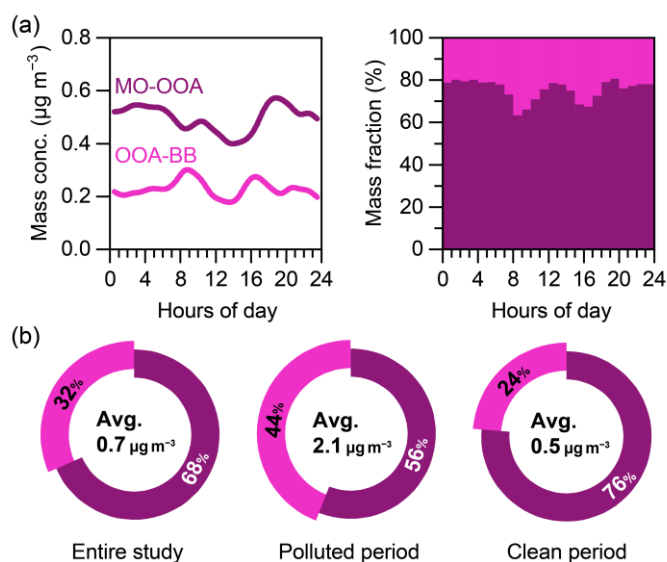 (a)
Mass conc. (µg m⁻³)
0.8
0.6
0.4
0.2
0.0
MO-OOA
OOA-BB
0 4 8 12 16 20 24
Hours of day
Mass fraction (%)
100
80
60
40
20
0
0 4 8 12 16 20 24
Hours of day
(b)
32%
Avg.
0.7 µg m⁻³
68%
Entire study
44%
Avg.
2.1 µg m⁻³
56%
Polluted period
24%
Avg.
0.5 µg m⁻³
76%
Clean period